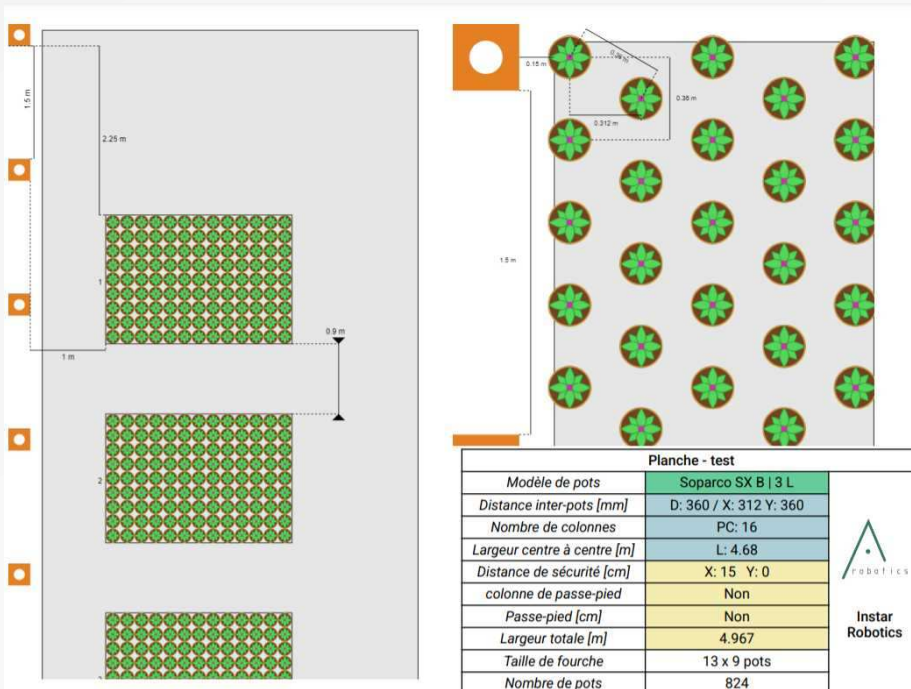 1.5 m
2.25 m
1
1 m
0.9 m
2
0.15 m
0.36 m
0.36 m
0.312 m
1.5 m
Planche - test
Modèle de pots Soparco SX B | 3 L
Distance inter-pots [mm] D: 360 / X: 312 Y: 360
Nombre de colonnes PC: 16
Largeur centre à centre [m] L: 4.68
Distance de sécurité [cm] X: 15 Y: 0
colonne de passe-pied Non
Passe-pied [cm] Non
Largeur totale [m] 4.967
Taille de fourche 13 x 9 pots
Nombre de pots 824
robotics
Instar
Robotics